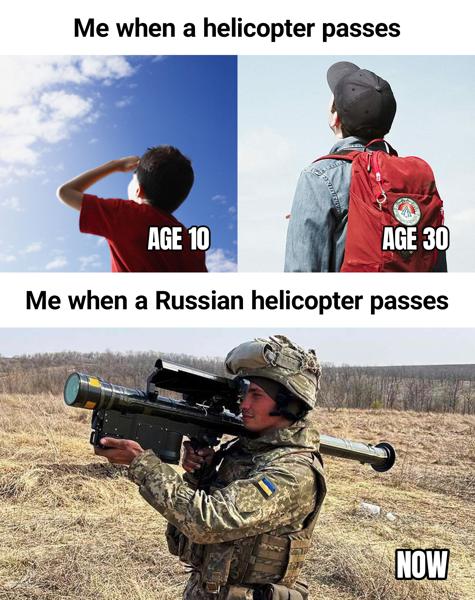 Me when a helicopter passes
AGE 10
AGE 30
Me when a Russian helicopter passes
NOW